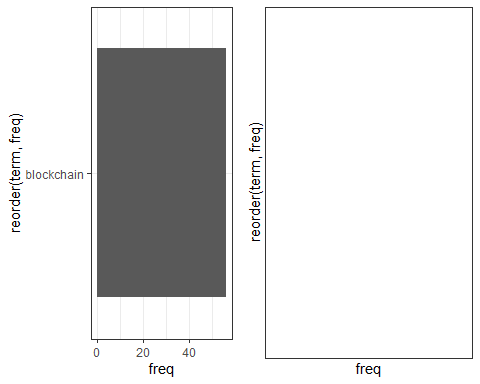 reorder(term, freq)
blockchain
0 20 40
freq
reorder(term, freq)
freq